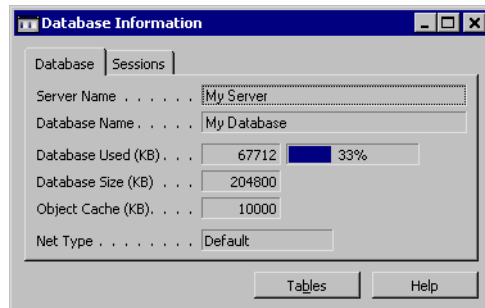 Database Information
Database Sessions
Server Name . . . . . . My Server
Database Name . . . . . My Database
Database Used (KB) . . . 67712 33%
Database Size (KB) . . . 204800
Object Cache (KB). . . . 10000
Net Type . . . . . . . . Default
Tables Help